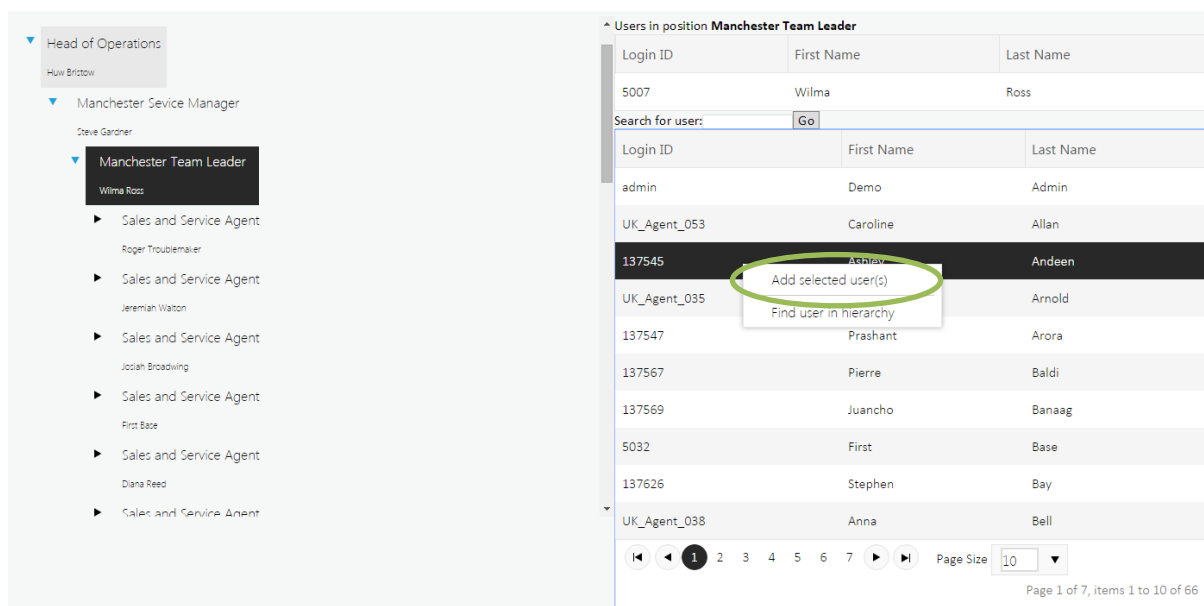 Head of Operations
Huw Bristow
Manchester Sevice Manager
Steve Gardner
Manchester Team Leader
Wilma Ross
Sales and Service Agent
Roger Troublemaker
Sales and Service Agent
Jeremiah Walton
Sales and Service Agent
Josiah Broadwing
Sales and Service Agent
First Base
Sales and Service Agent
Diana Reed
Sales and Service Agent
Users in position Manchester Team Leader
Login ID First Name Last Name
5007 Wilma Ross
Search for user: Go
Login ID First Name Last Name
admin Demo Admin
UK_Agent_053 Caroline Allan
137545 Ashley Andeen
Add selected user(s)
UK_Agent_035 Arnold
Find user in hierarchy
137547 Prashant Arora
137567 Pierre Baldi
137569 Juancho Banaag
5032 First Base
137626 Stephen Bay
UK_Agent_038 Anna Bell
1 2 3 4 5 6 7 Page Size 10
Page 1 of 7, items 1 to 10 of 66